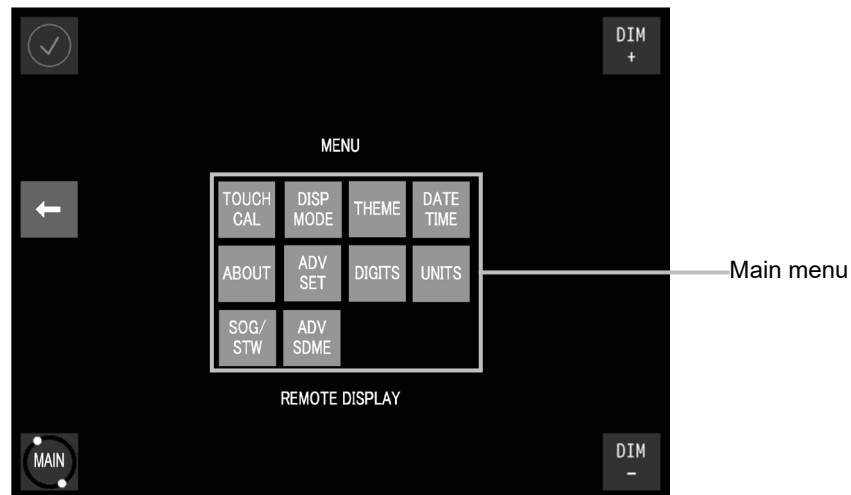 DIM
+
MENU
TOUCH
CAL
DISP
MODE
THEME
DATE
TIME
ABOUT
ADV
SET
DIGITS
UNITS
Main menu
SOG/
STW
ADV
SDME
REMOTE DISPLAY
MAIN
DIM
-